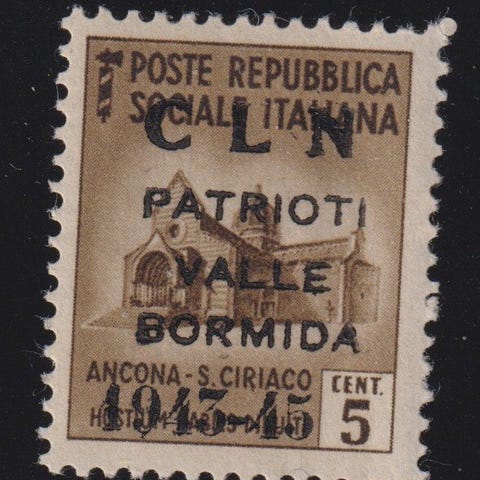 POSTE REPUBBLICA
SOCIALE ITALIANA
C L N
PATRIOTI
VALLE
BORMIDA
ANCONA-S.CIRIACO
1943-45
CENT.
5